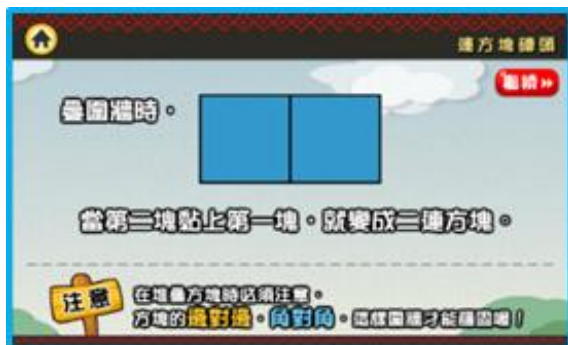 連方塊磚頭
繼續
疊圍牆時。
當第二塊黏上第一塊。就變成二連方塊。
注意
在堆疊方塊時必須注意。
方塊的邊對邊。角對角。這樣圍牆才能穩固喔！